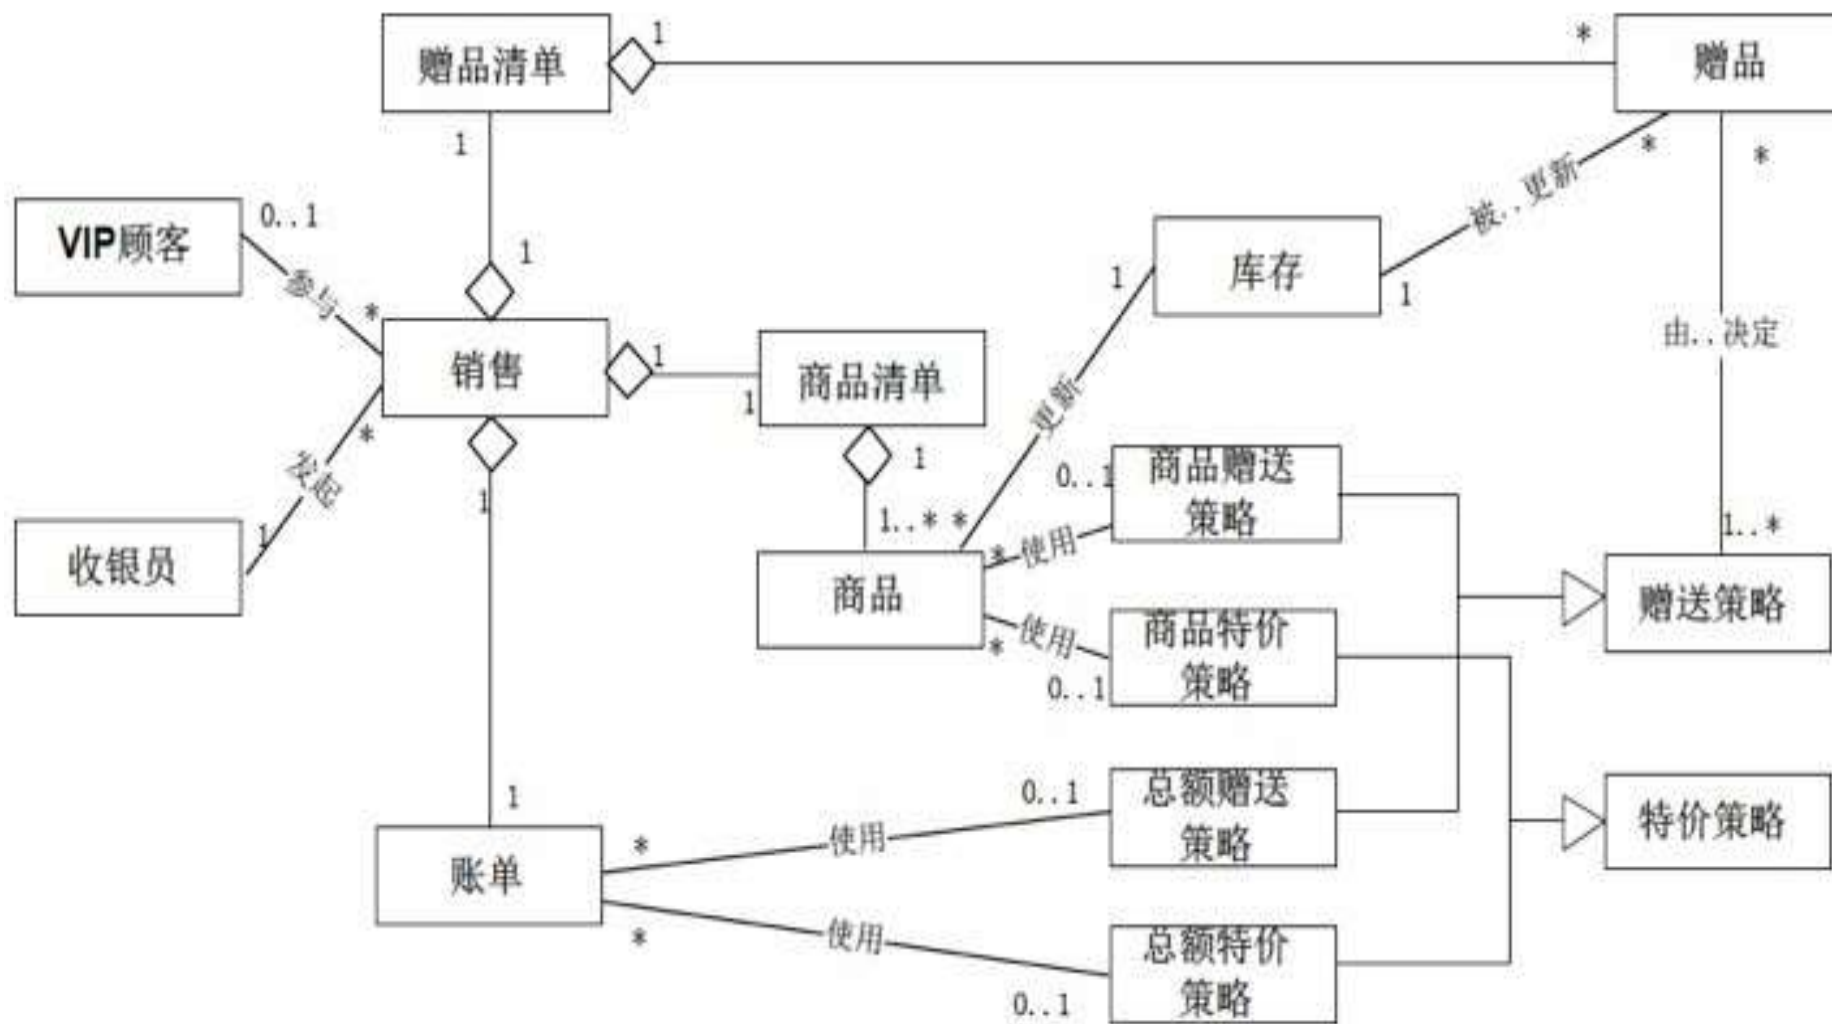 赠品清单
1
*
赠品
1
*
*
VIP顾客
0..1
参与
*
1
库存
1
1
被..更新
由..决定
销售
1
1
商品清单
更新
*
发起
1
1
商品赠送
策略
0..1
1
1..*
*
*
使用
1..*
收银员
1
商品
赠送策略
*
使用
商品特价
策略
0..1
1
账单
*
使用
0..1
总额赠送
策略
特价策略
*
使用
0..1
总额特价
策略